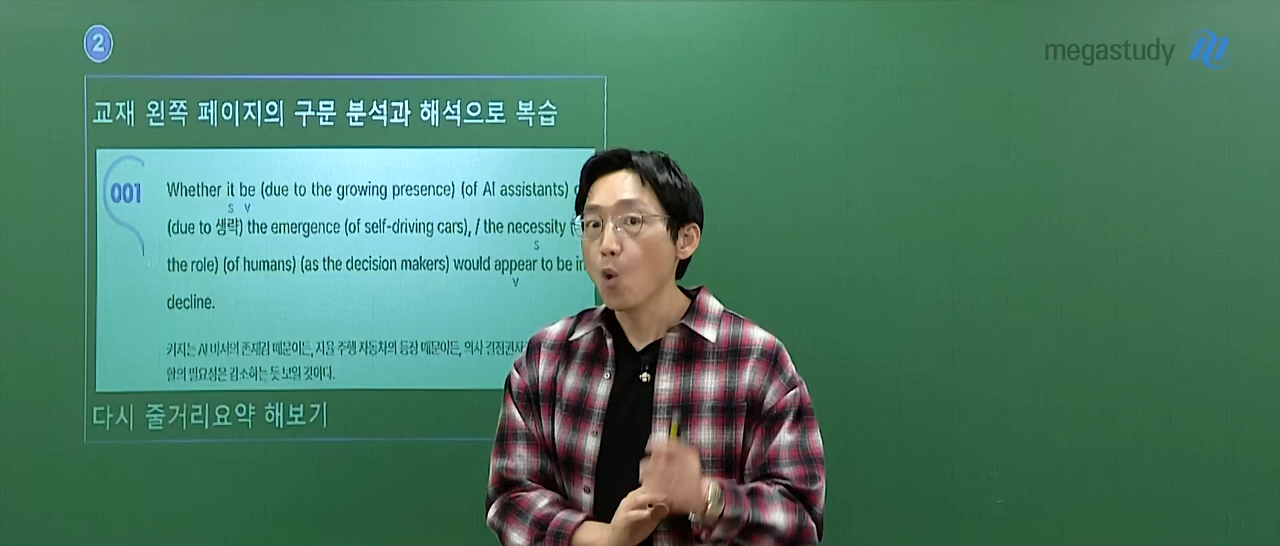 2
megastudy
교재 왼쪽 페이지의 구문 분석과 해석으로 복습
001
Whether it be (due to the growing presence) (of AI assistants)
s v
(due to 생략) the emergence (of self-driving cars), / the necessity
s
the role) (of humans) (as the decision makers) would appear to be in
v
decline.
커지는 AI 비서의 존재감 때문이든, 자율 주행 자동차의 등장 때문이든, 의사 결정권자
할의 필요성은 감소하는 듯 보일 것이다.
다시 줄거리요약 해보기